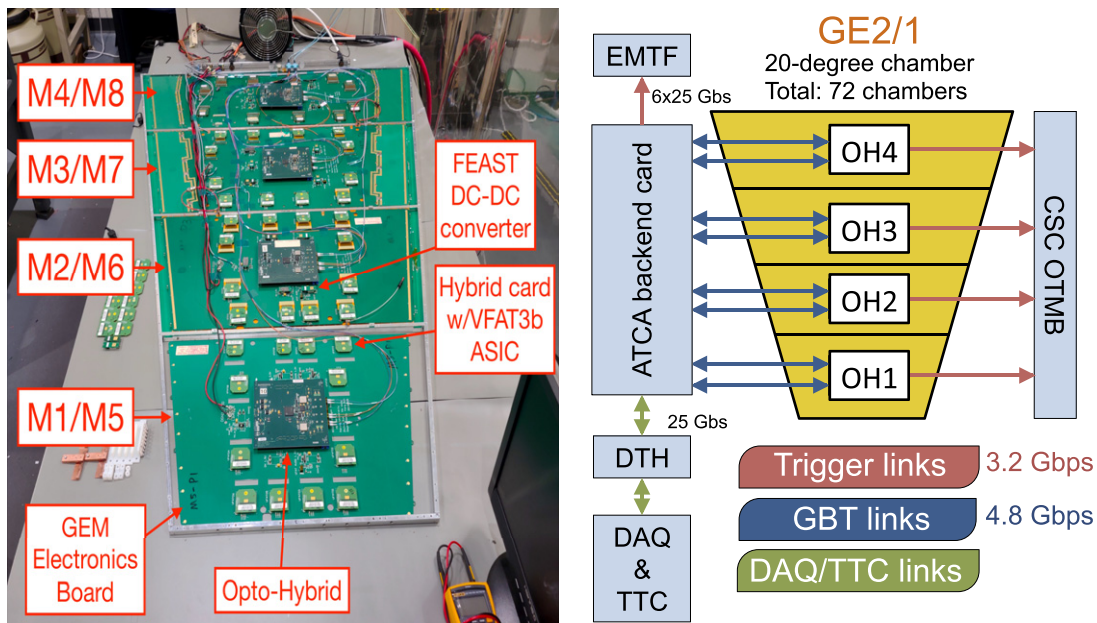 M4/M8
M3/M7
M2/M6
M1/M5
FEAST
DC-DC
converter
Hybrid card
w/VFAT3b
ASIC
GEM
Electronics
Board
Opto-Hybrid
M5-P1
GE2/1
20-degree chamber
Total: 72 chambers
EMTF
6x25 Gbs
ATCA backend card
OH4
OH3
OH2
OH1
CSC OTMB
25 Gbs
DTH
DAQ
&
TTC
Trigger links
3.2 Gbps
GBT links
4.8 Gbps
DAQ/TTC links